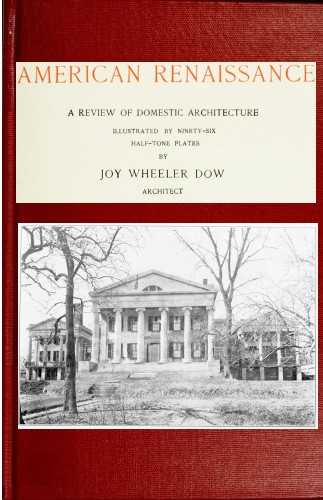 AMERICAN RENAISSANCE
A REVIEW OF DOMESTIC ARCHITECTURE
ILLUSTRATED BY NINETY-SIX
HALF-TONE PLATES
BY
JOY WHEELER DOW
ARCHITECT